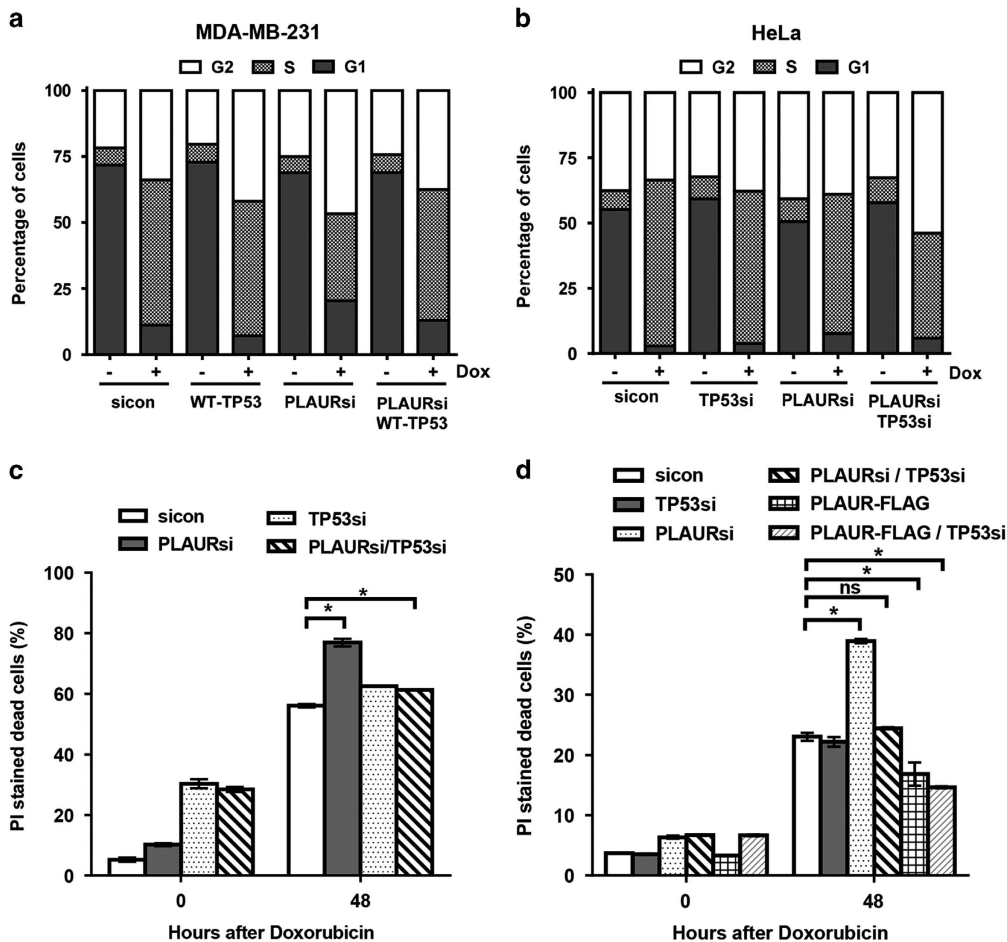 a
MDA-MB-231
G2 S G1
Percentage of cells
100
75
50
25
0
- + - + - + - + Dox
sicon WT-TP53 PLAURsi PLAURsi
WT-TP53
b
HeLa
G2 S G1
Percentage of cells
100
75
50
25
0
- + - + - + - + Dox
sicon TP53si PLAURsi PLAURsi
TP53si
c
sicon TP53si
PLAURsi PLAURsi/TP53si
PI stained dead cells (%)
100
80
60
40
20
0
*
*
0 48
Hours after Doxorubicin
d
sicon PLAURsi / TP53si
TP53si PLAUR-FLAG
PLAURsi PLAUR-FLAG / TP53si
PI stained dead cells (%)
50
40
30
20
10
0
*
*
ns
*
0 48
Hours after Doxorubicin